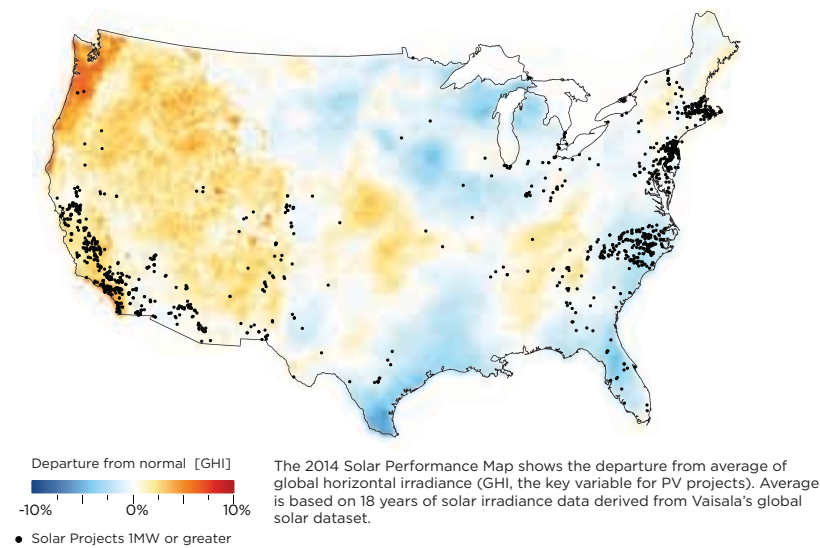 Departure from normal [GHI]
-10% 0% 10%
Solar Projects 1MW or greater
The 2014 Solar Performance Map shows the departure from average of
global horizontal irradiance (GHI, the key variable for PV projects). Average
is based on 18 years of solar irradiance data derived from Vaisala's global
solar dataset.